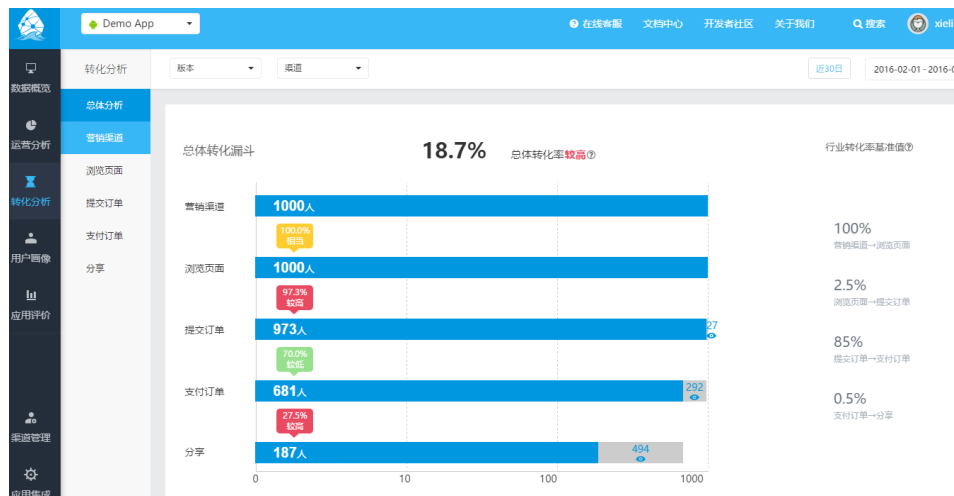 Demo App
在线客服 文档中心 开发者社区 关于我们 搜索 xieli
数据概览
运营分析
转化分析
用户画像
应用评价
渠道管理
应用集成
转化分析
总体分析
营销渠道
浏览页面
提交订单
支付订单
分享
版本 渠道 近30日 2016-02-01 - 2016-0
总体转化漏斗 18.7% 总体转化率较高 行业转化率基准值
营销渠道 1000人
100.0%
相当
浏览页面 1000人
97.3%
较高
提交订单 973人 27
70.0%
较低
支付订单 681人 292
27.5%
较高
分享 187人 494
0 10 100 1000
100%
营销渠道→浏览页面
2.5%
浏览页面→提交订单
85%
提交订单→支付订单
0.5%
支付订单→分享